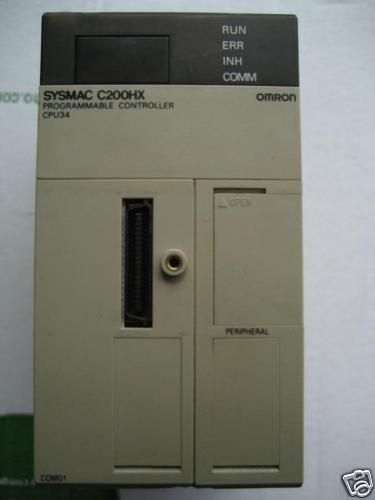 RUN
ERR
INH
COMM
SYSMAC C200HX
PROGRAMMABLE CONTROLLER
CPU34
OMRON
OPEN
PERIPHERAL
COM01